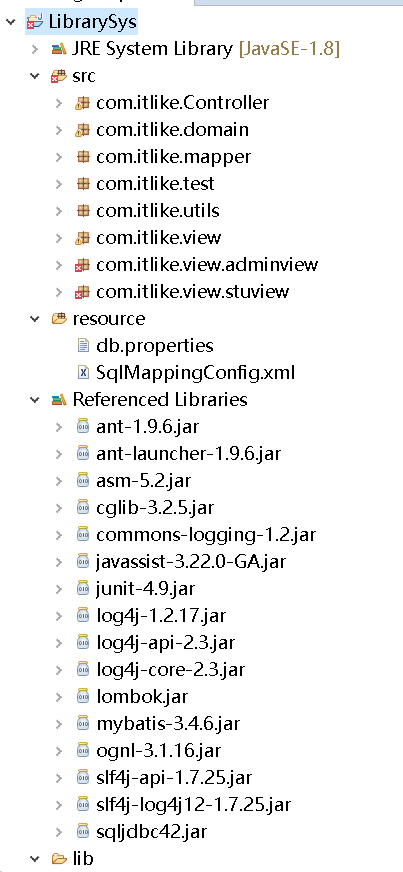 LibrarySys
JRE System Library [JavaSE-1.8]
src
com.itlike.Controller
com.itlike.domain
com.itlike.mapper
com.itlike.test
com.itlike.utils
com.itlike.view
com.itlike.view.adminview
com.itlike.view.stuview
resource
db.properties
SqlMappingConfig.xml
Referenced Libraries
ant-1.9.6.jar
ant-launcher-1.9.6.jar
asm-5.2.jar
cglib-3.2.5.jar
commons-logging-1.2.jar
javassist-3.22.0-GA.jar
junit-4.9.jar
log4j-1.2.17.jar
log4j-api-2.3.jar
log4j-core-2.3.jar
lombok.jar
mybatis-3.4.6.jar
ognl-3.1.16.jar
slf4j-api-1.7.25.jar
slf4j-log4j12-1.7.25.jar
sqljdbc42.jar
lib